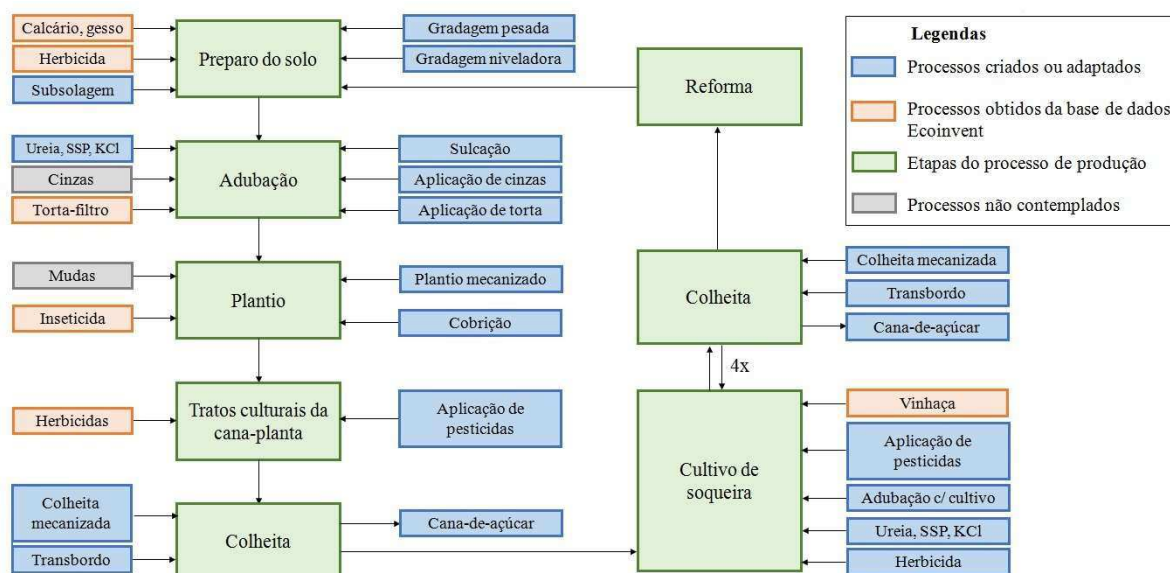 Calcário, gesso
Herbicida
Subsolagem
Preparo do solo
Gradagem pesada
Gradagem niveladora
Ureia, SSP, KCl
Cinzas
Torta-filtro
Adubação
Sulcação
Aplicação de cinzas
Aplicação de torta
Mudas
Inseticida
Plantio
Plantio mecanizado
Cobrição
Herbicidas
Tratos culturais da
cana-planta
Aplicação de
pesticidas
Colheita
mecanizada
Transbordo
Colheita
Cana-de-açúcar
Reforma
Colheita
Colheita mecanizada
Transbordo
Cana-de-açúcar
4x
Cultivo de
soqueira
Vinhaça
Aplicação de
pesticidas
Adubação c/ cultivo
Ureia, SSP, KCl
Herbicida
Legendas
Processos criados ou adaptados
Processos obtidos da base de dados
Ecoinvent
Etapas do processo de produção
Processos não contemplados